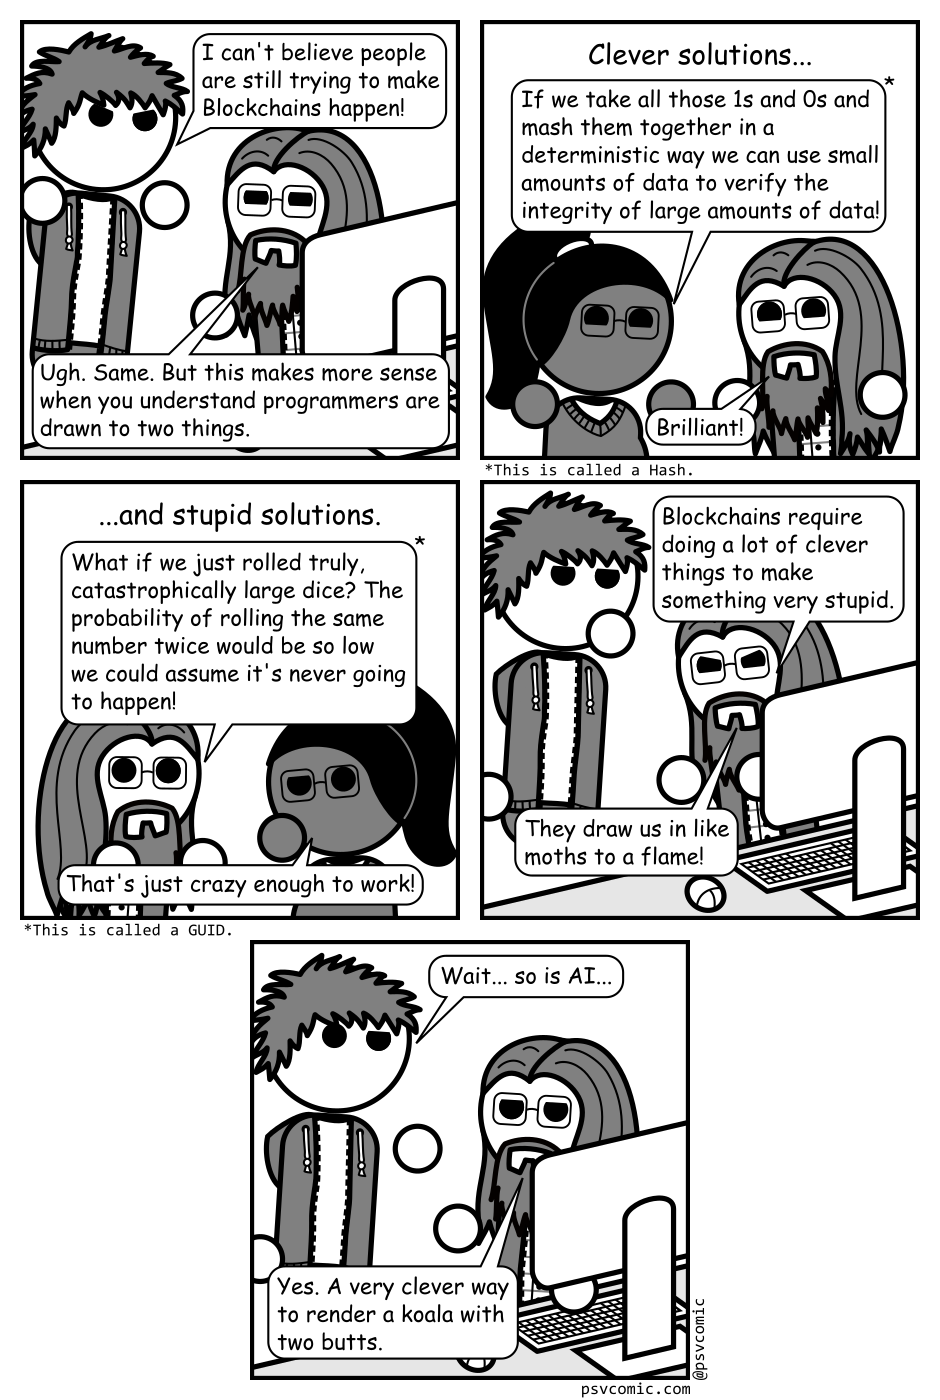 I can't believe people
are still trying to make
Blockchains happen!
Ugh. Same. But this makes more sense
when you understand programmers are
drawn to two things.
Clever solutions...
If we take all those 1s and 0s and
mash them together in a
deterministic way we can use small
amounts of data to verify the
integrity of large amounts of data!
*
Brilliant!
*This is called a Hash.
...and stupid solutions.
What if we just rolled truly,
catastrophically large dice? The
probability of rolling the same
number twice would be so low
we could assume it's never going
to happen!
*
That's just crazy enough to work!
*This is called a GUID.
Blockchains require
doing a lot of clever
things to make
something very stupid.
They draw us in like
moths to a flame!
Wait... so is AI...
Yes. A very clever way
to render a koala with
two butts.
@psvcomic
psvcomic.com